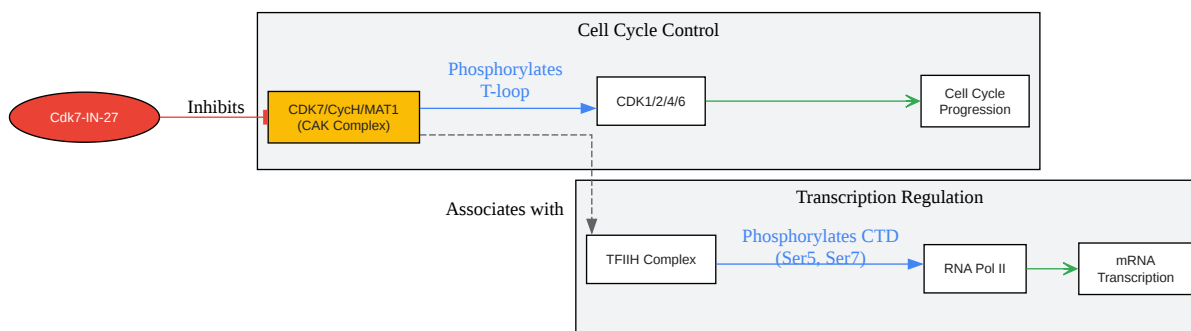 Cell Cycle Control
Phosphorylates
T-loop
Inhibits
Cdk7-IN-27
CDK7/CycH/MAT1
(CAK Complex)
CDK1/2/4/6
Cell Cycle
Progression
Transcription Regulation
Associates with
Phosphorylates CTD
(Ser5, Ser7)
TFIIH Complex
RNA Pol II
mRNA
Transcription